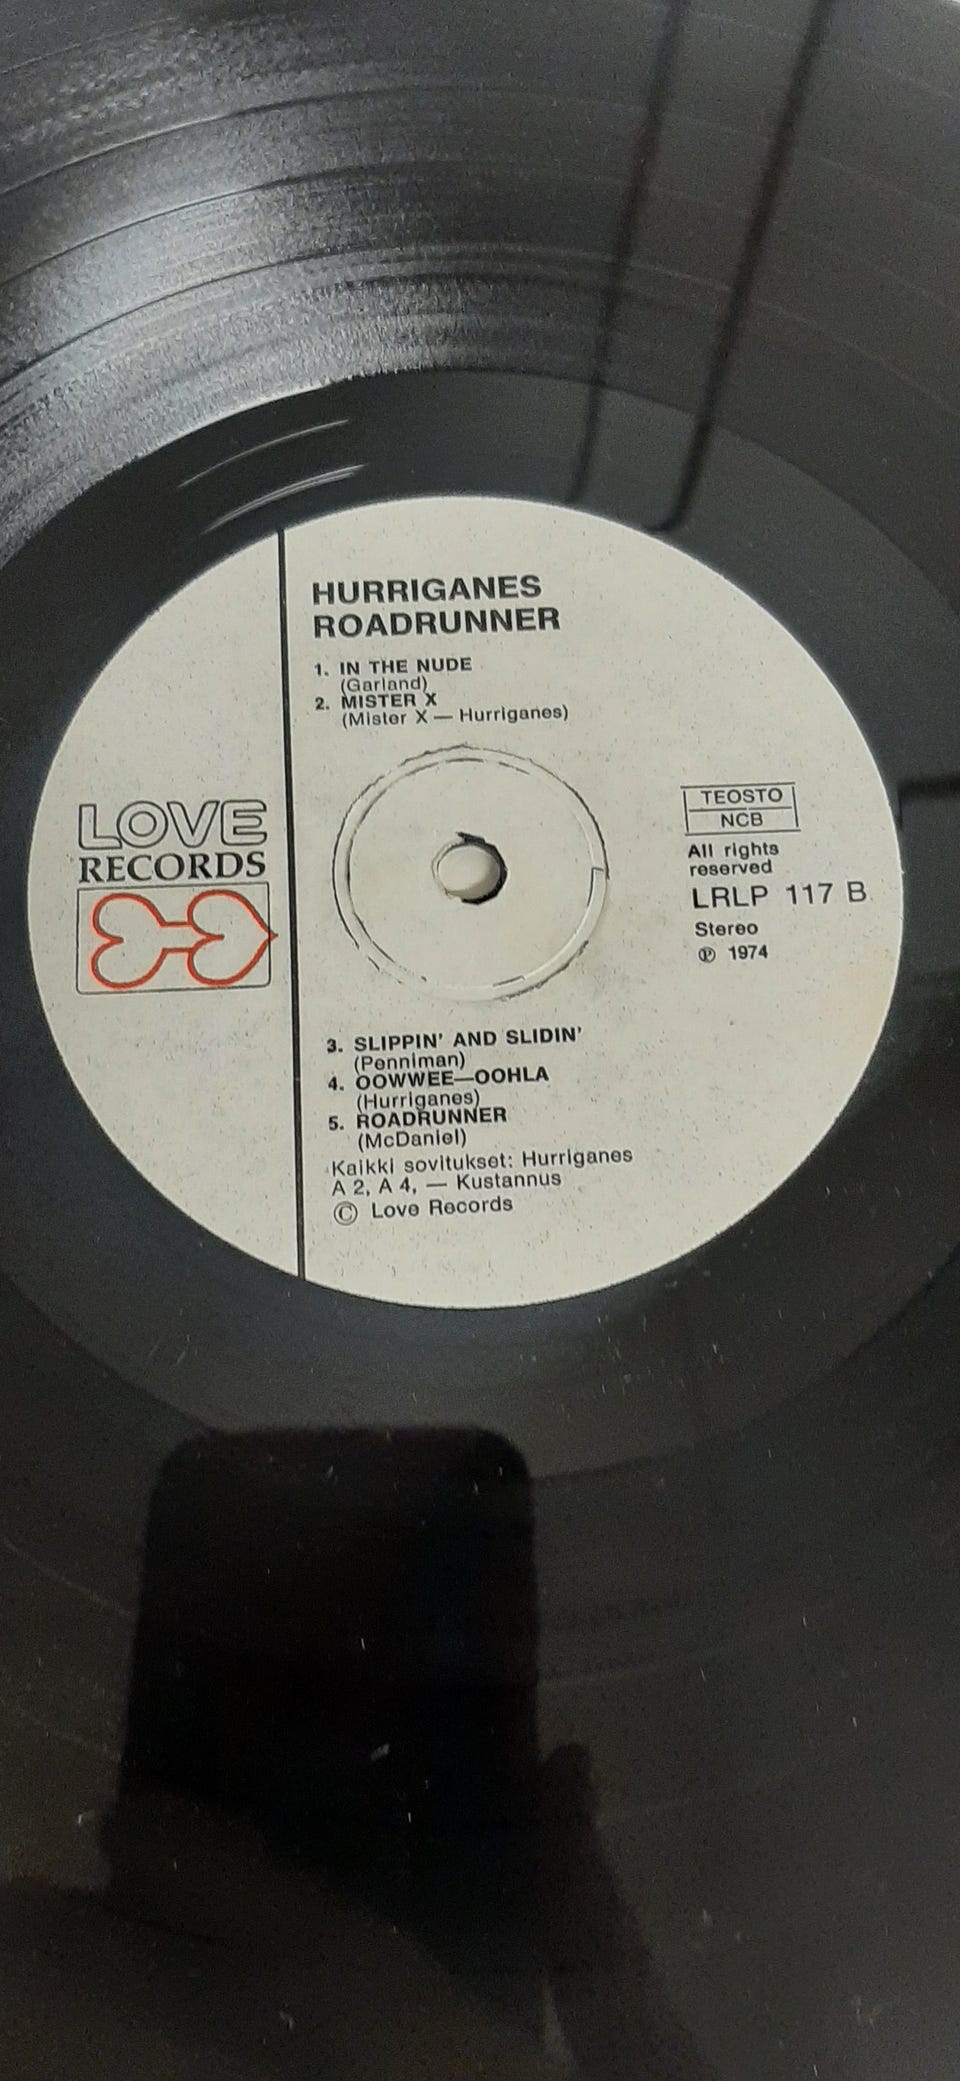 HURRIGANES
ROADRUNNER
1. IN THE NUDE
(Garland)
2. MISTER X
(Mister X — Hurriganes)
LOVE
RECORDS
TEOSTO
NCB
All rights
reserved
LRLP 117 B
Stereo
℗ 1974
3. SLIPPIN' AND SLIDIN'
(Penniman)
4. OOWWEE—OOHLA
(Hurriganes)
5. ROADRUNNER
(McDaniel)
Kaikki sovitukset: Hurriganes
A 2, A 4, — Kustannus
© Love Records